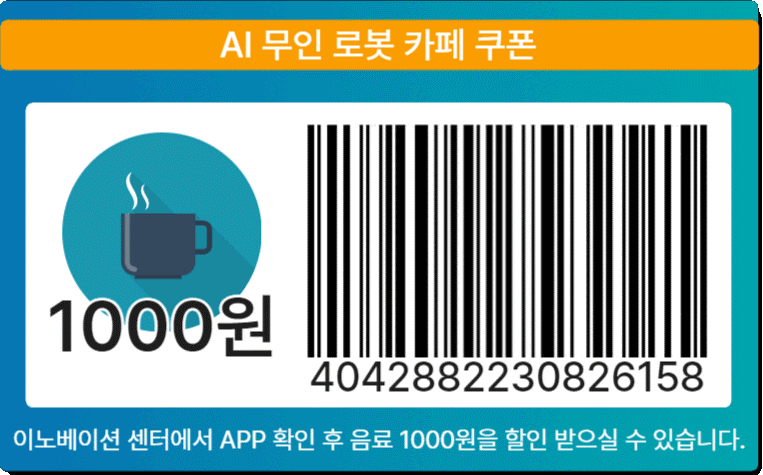 AI 무인 로봇 카페 쿠폰
1000원
4042882230826158
이노베이션 센터에서 APP 확인 후 음료 1000원을 할인 받으실 수 있습니다.